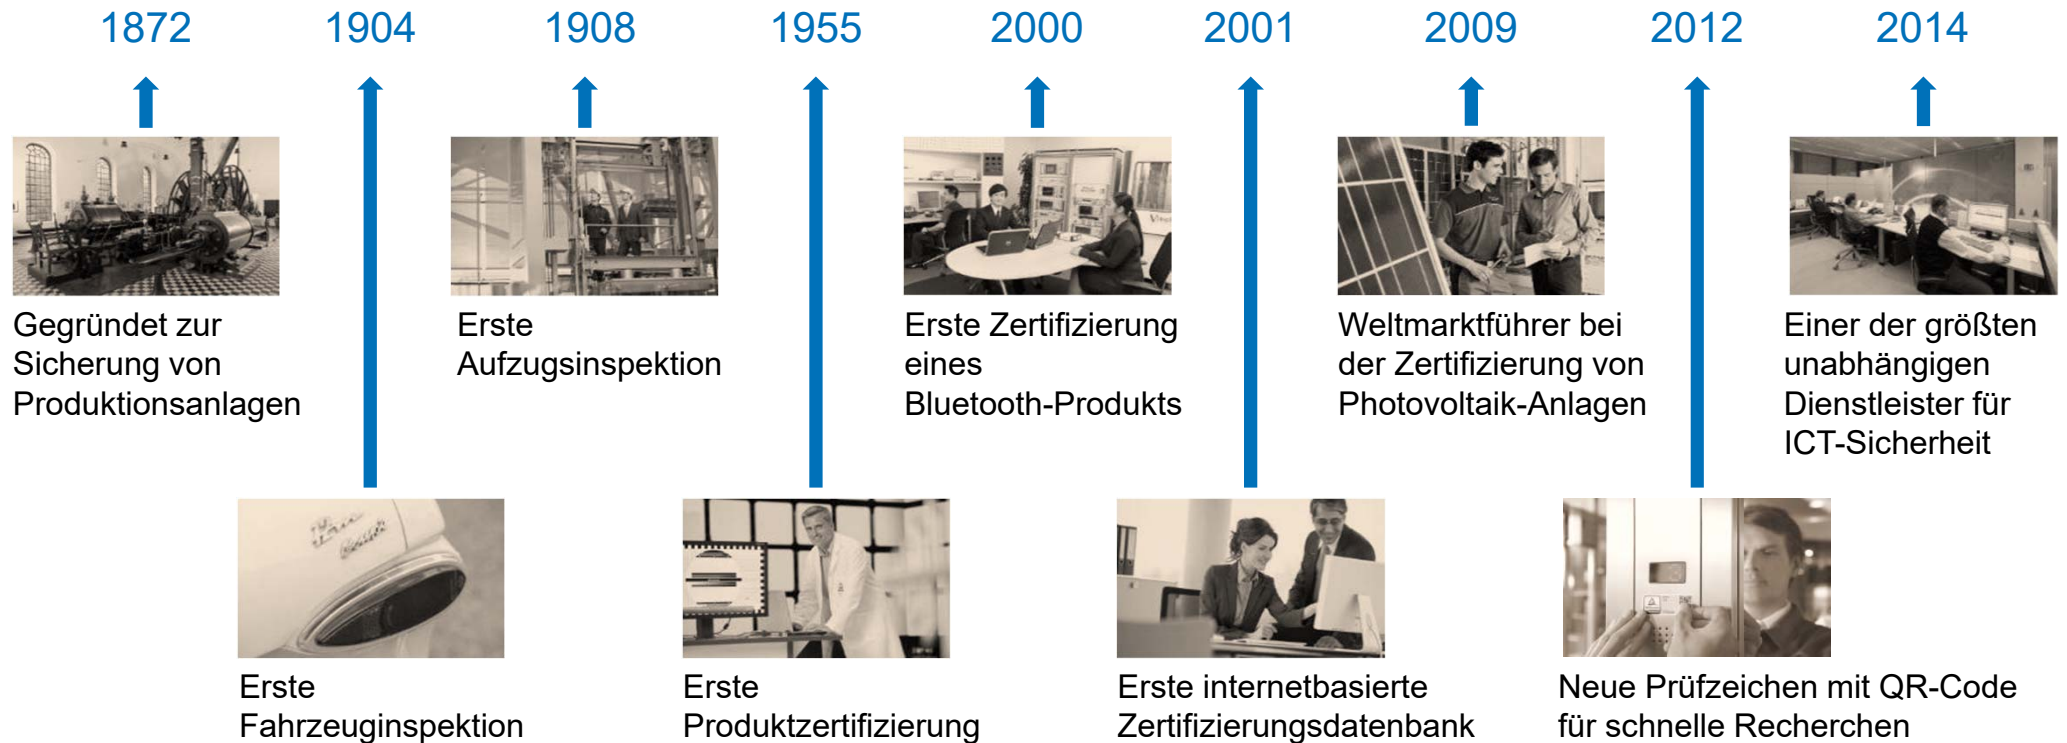 1872
1904
1908
1955
2000
2001
2009
2012
2014
Gegründet zur
Sicherung von
Produktionsanlagen
Erste
Aufzugsinspektion
Erste Zertifizierung
eines
Bluetooth-Produkts
Weltmarktführer bei
der Zertifizierung von
Photovoltaik-Anlagen
Einer der größten
unabhängigen
Dienstleister für
ICT-Sicherheit
Erste
Fahrzeuginspektion
Erste
Produktzertifizierung
Erste internetbasierte
Zertifizierungsdatenbank
Neue Prüfzeichen mit QR-Code
für schnelle Recherchen